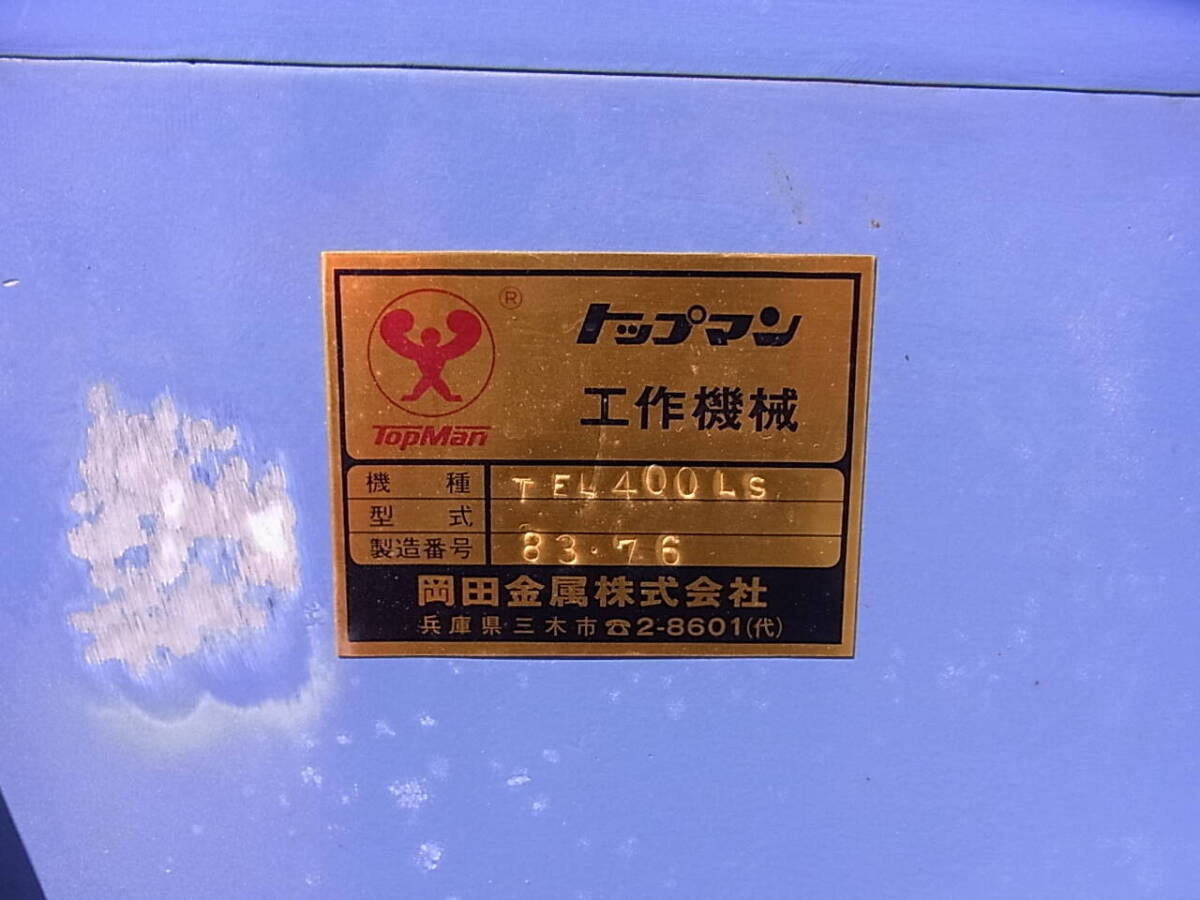 ®
トップマン
工作機械
TopMan
機種 TEL400LS
型式
製造番号 83・76
岡田金属株式会社
兵庫県三木市☎2-8601(代)